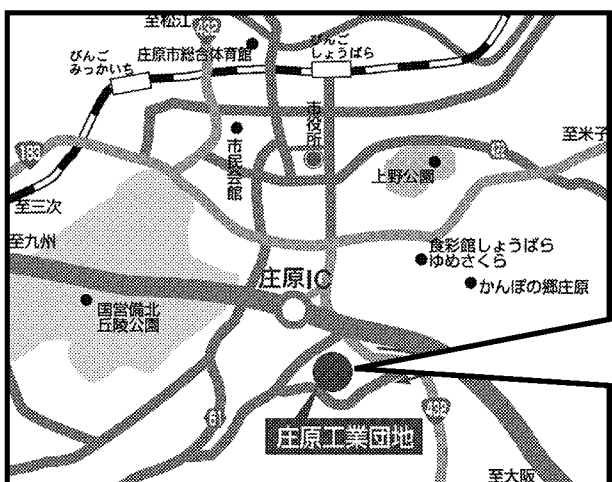 至松江
432
庄原市総合体育館
びんご
しょうばら
びんご
みっかいち
市役所
市民会館
至米子
183
上野公園
至三次
至九州
食彩館しょうばら
ゆめさくら
庄原IC
かんぽの郷庄原
国営備北
丘陵公園
61
432
庄原工業団地
至大阪